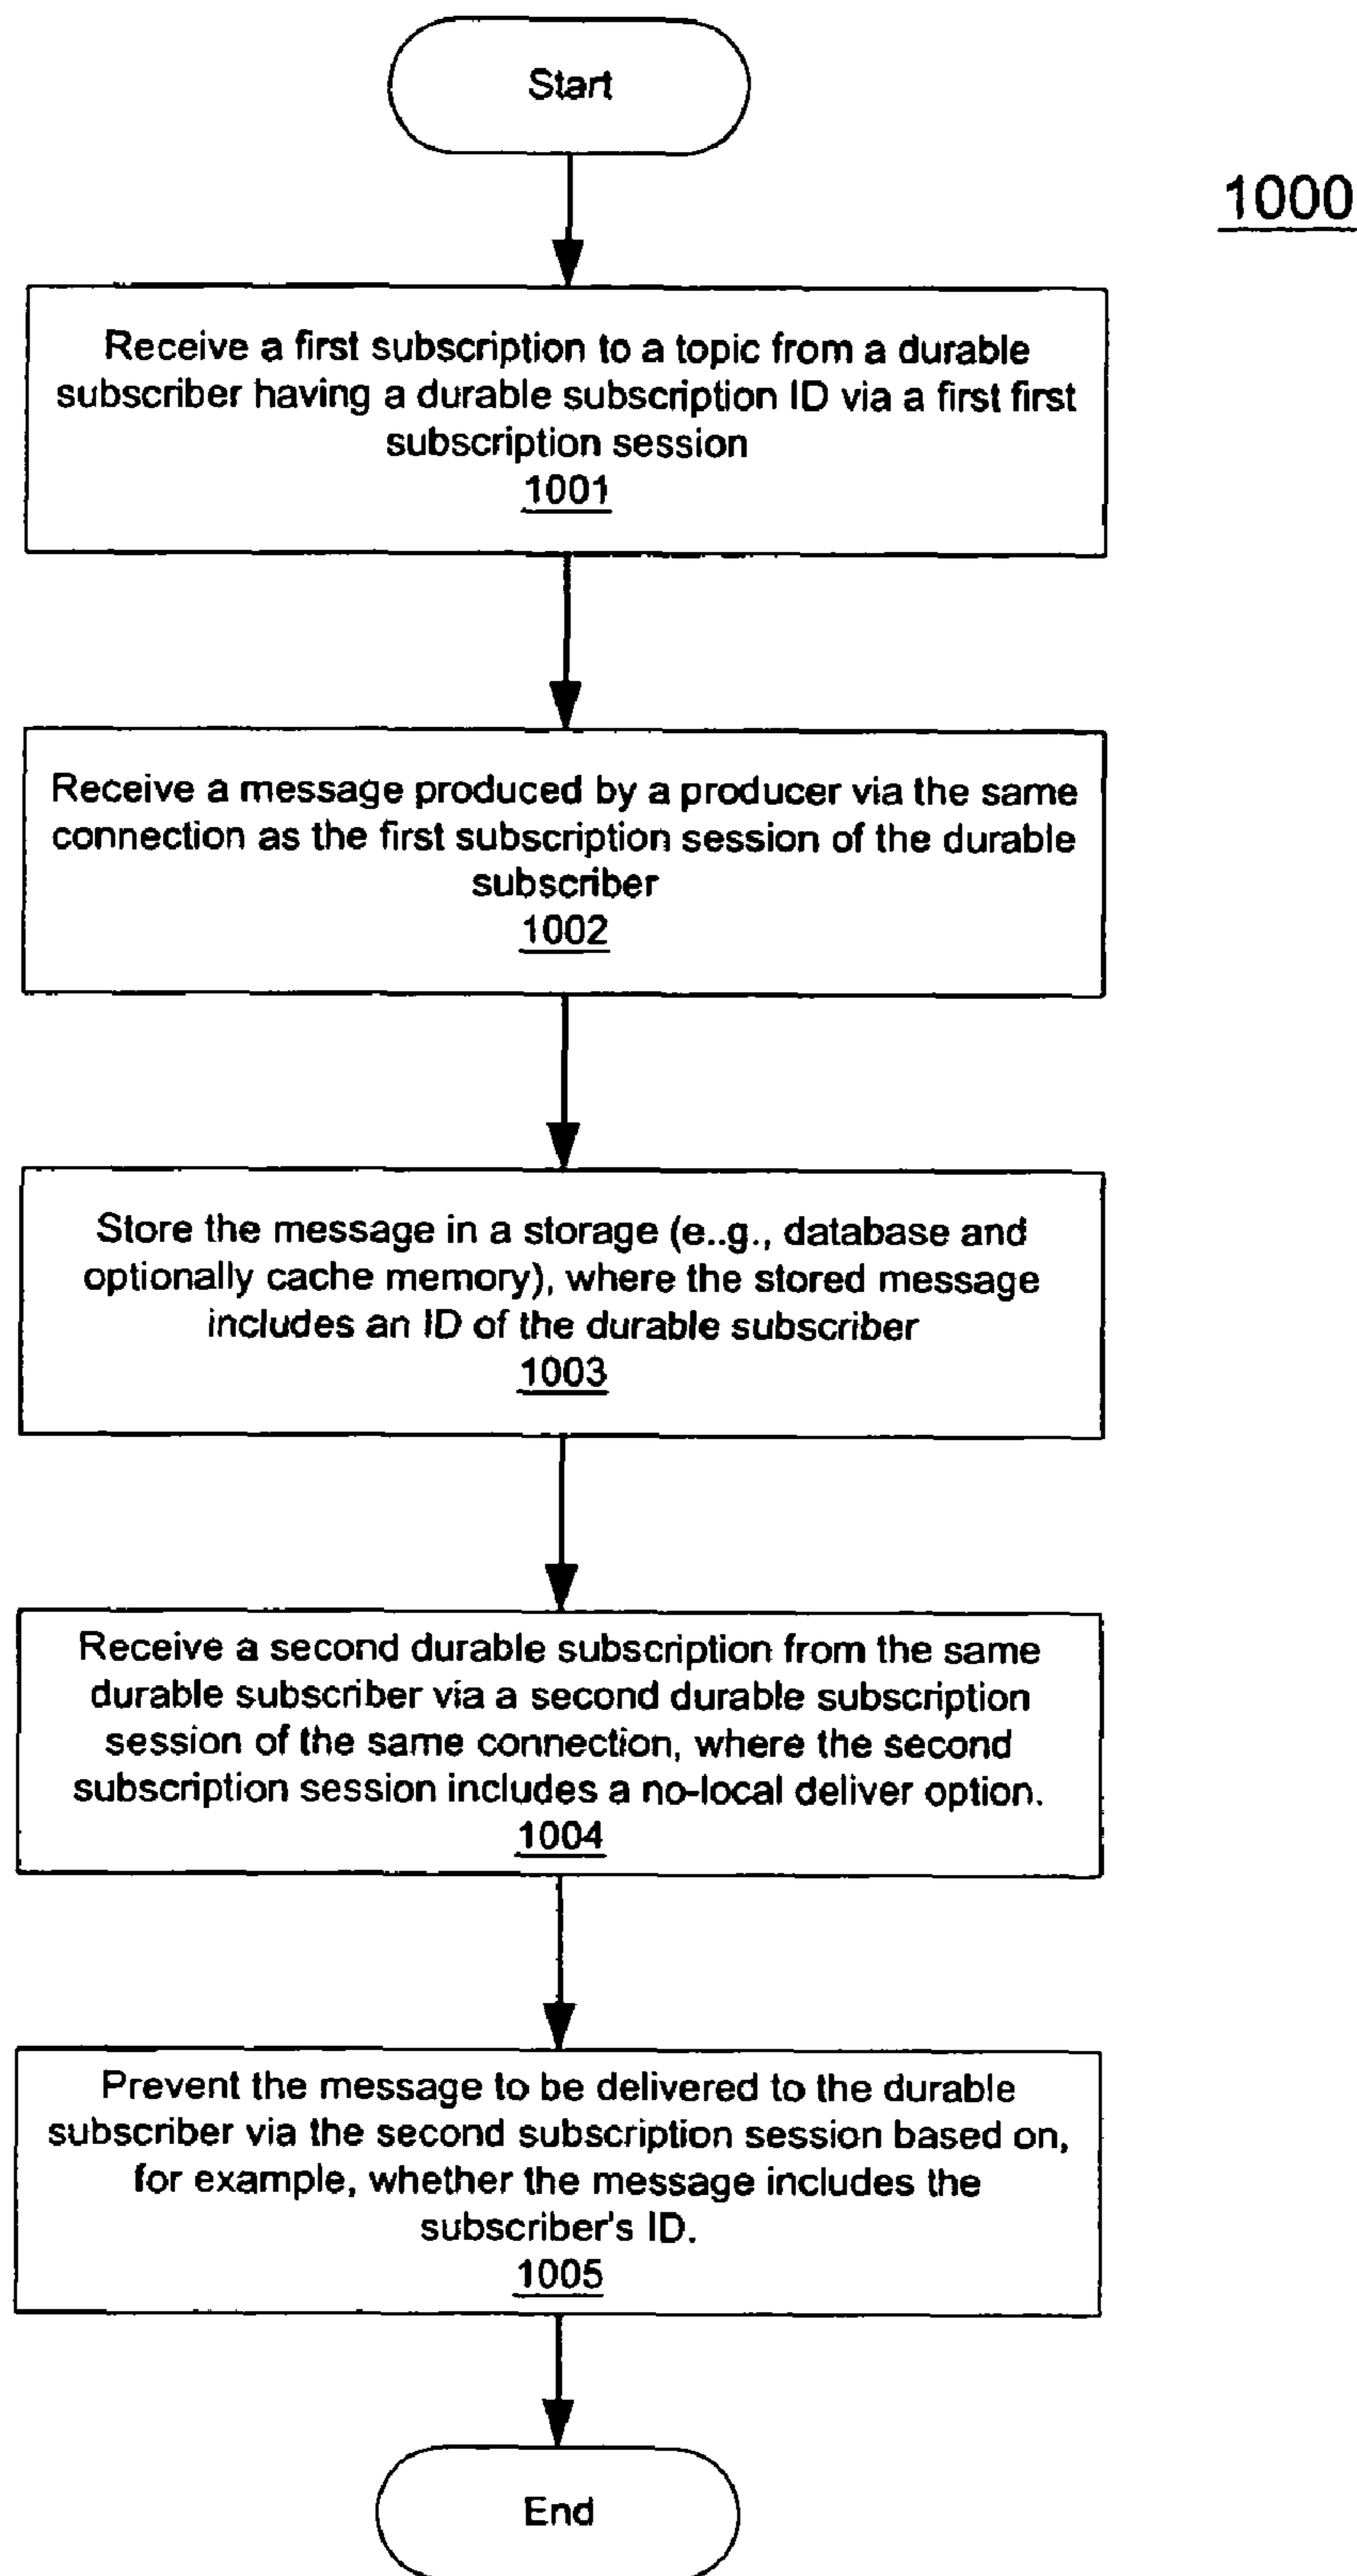 Start
1000
Receive a first subscription to a topic from a durable
subscriber having a durable subscription ID via a first first
subscription session
1001
Receive a message produced by a producer via the same
connection as the first subscription session of the durable
subscriber
1002
Store the message in a storage (e..g., database and
optionally cache memory), where the stored message
includes an ID of the durable subscriber
1003
Receive a second durable subscription from the same
durable subscriber via a second durable subscription
session of the same connection, where the second
subscription session includes a no-local deliver option.
1004
Prevent the message to be delivered to the durable
subscriber via the second subscription session based on,
for example, whether the message includes the
subscriber's ID.
1005
End